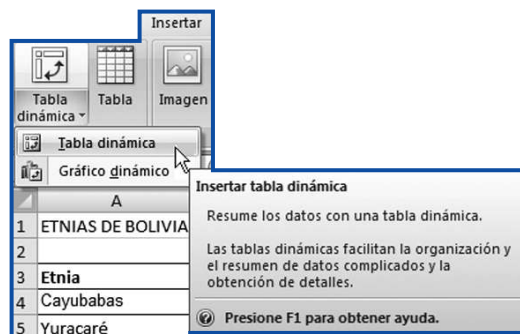 Insertar
Tabla dinámica
Tabla
Imagen
Tabla dinámica
Gráfico dinámico
Insertar tabla dinámica
Resume los datos con una tabla dinámica.
Las tablas dinámicas facilitan la organización y
el resumen de datos complicados y la
obtención de detalles.
Presione F1 para obtener ayuda.
A
1 ETNIAS DE BOLIVIA
2
3 Etnia
4 Cayubabas
5 Yuracaré